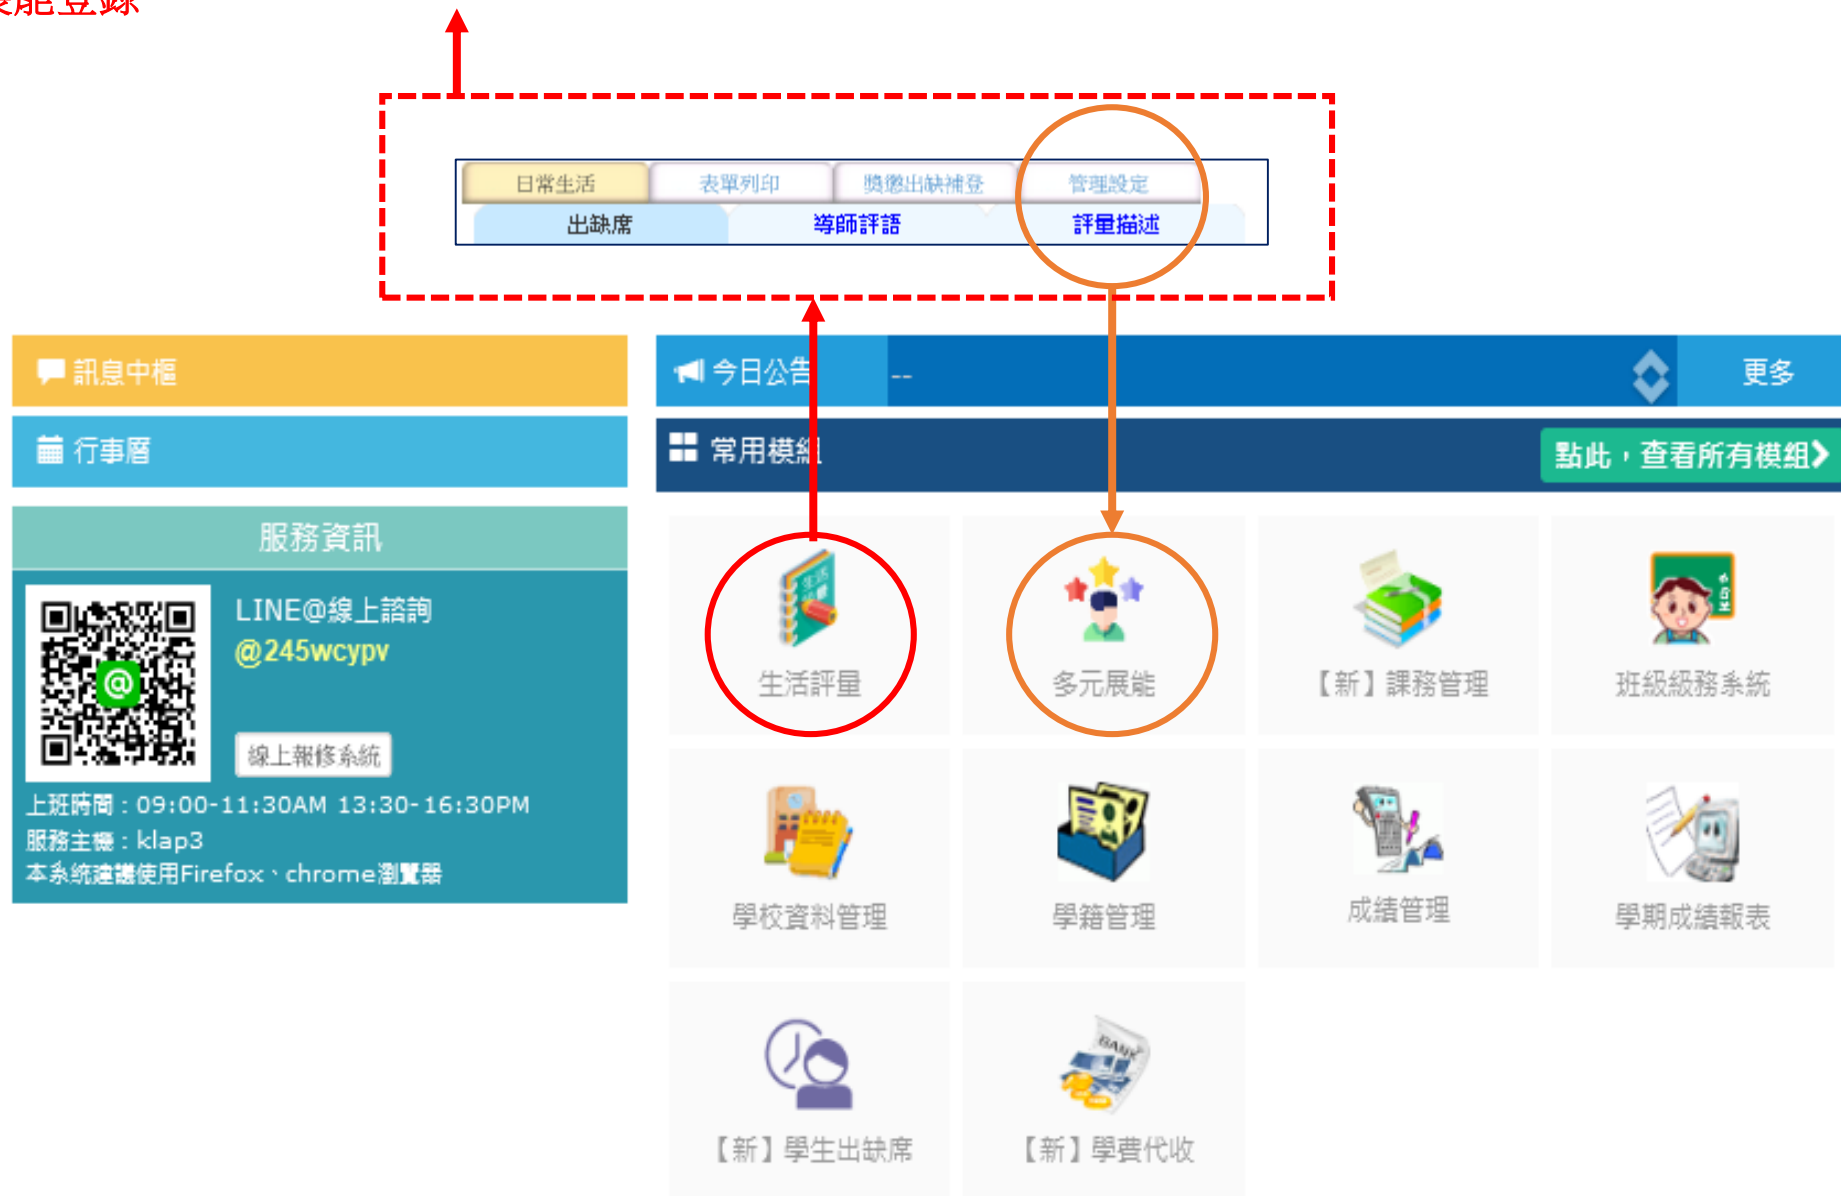 能登錄
日常生活 表單列印 獎懲出缺補登 管理設定
出缺席 導師評語 評量描述
訊息中樞
行事曆
服務資訊
LINE@線上諮詢
@245wcypv
線上報修系統
上班時間：09:00-11:30AM 13:30-16:30PM
服務主機：klap3
本系統建議使用Firefox、chrome瀏覽器
今日公告 -- 更多
常用模組 點此，查看所有模組
生活評量 多元展能 【新】課務管理 班級級務系統
學校資料管理 學籍管理 成績管理 學期成績報表
BANK
【新】學生出缺席 【新】學費代收